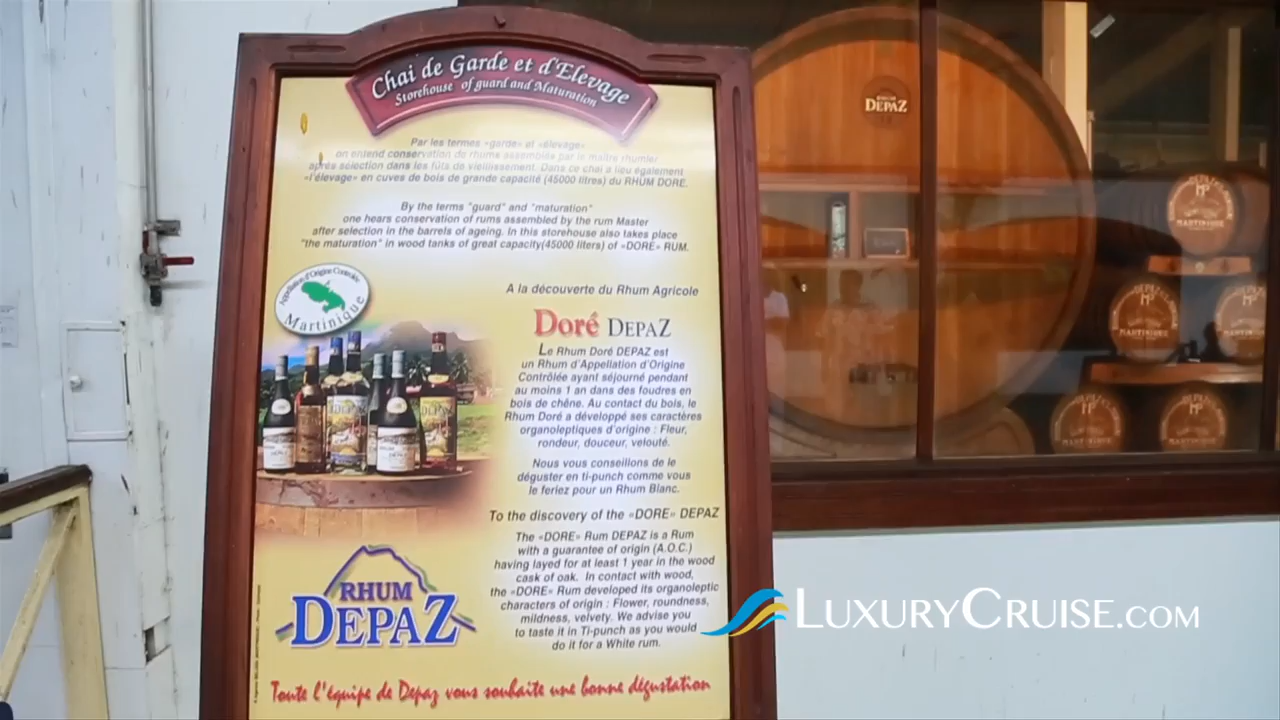 Chai de Garde et d'Elevage
Storehouse of guard and Maturation
Par les termes «garde» et «élevage»
on entend conservation de rhums assemblés par le maître rhumier
après sélection dans les fûts de vieillissement. Dans ce chai a lieu également
«l'élevage» en cuves de bois de grande capacité (45000 litres) du RHUM DORE.
By the terms "guard" and "maturation"
one hears conservation of rums assembled by the rum Master
after selection in the barrels of ageing. In this storehouse also takes place
"the maturation" in wood tanks of great capacity(45000 liters) of «DORE» RUM.
Appellation d'Origine Contrôlée
Martinique
A la découverte du Rhum Agricole
Doré DEPAZ
Le Rhum Doré DEPAZ est
un Rhum d'Appellation d'Origine
Contrôlée ayant séjourné pendant
au moins 1 an dans des foudres en
bois de chêne. Au contact du bois, le
Rhum Doré a développé ses caractères
organoleptiques d'origine : Fleur,
rondeur, douceur, velouté.
Nous vous conseillons de le
déguster en ti-punch comme vous
le feriez pour un Rhum Blanc.
To the discovery of the «DORE» DEPAZ
The «DORE» Rum DEPAZ is a Rum
with a guarantee of origin (A.O.C.)
having layed for at least 1 year in the wood
cask of oak. In contact with wood,
the «DORE» Rum developed its organoleptic
characters of origin : Flower, roundness,
mildness, velvety. We advise you
to taste it in Ti-punch as you would
do it for a White rum.
RHUM
DEPAZ
Toute l'équipe de Depaz vous souhaite une bonne dégustation
RHUM
DEPAZ
MARTINIQUE
DEPAZ
MARTINIQUE
MARTINIQUE
MARTINIQUE
MARTINIQUE
LUXURYCRUISE.COM